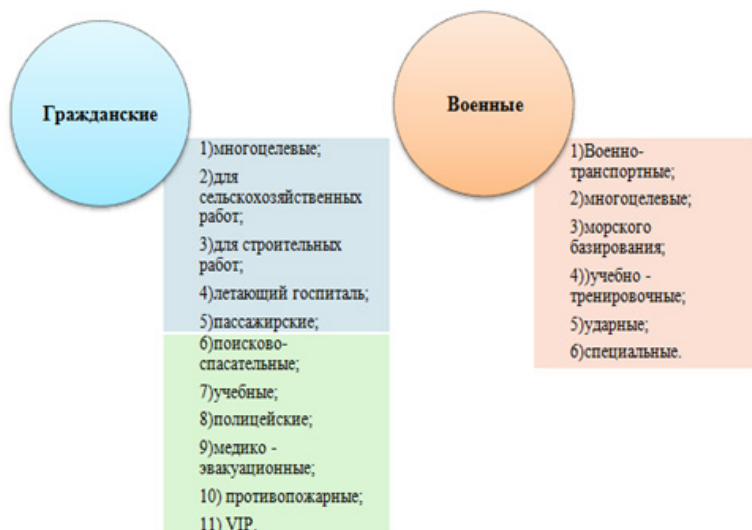 Гражданские
1)многоцелевые;
2)для
сельскохозяйственных
работ;
3)для строительных
работ;
4)летающий госпиталь;
5)пассажирские;
6)поисково-
спасательные;
7)учебные;
8)полицейские;
9)медико -
эвакуационные;
10) противопожарные;
11) VIP.
Военные
1)Военно-
транспортные;
2)многоцелевые;
3)морского
базирования;
4))учебно -
тренировочные;
5)ударные;
6)специальные.